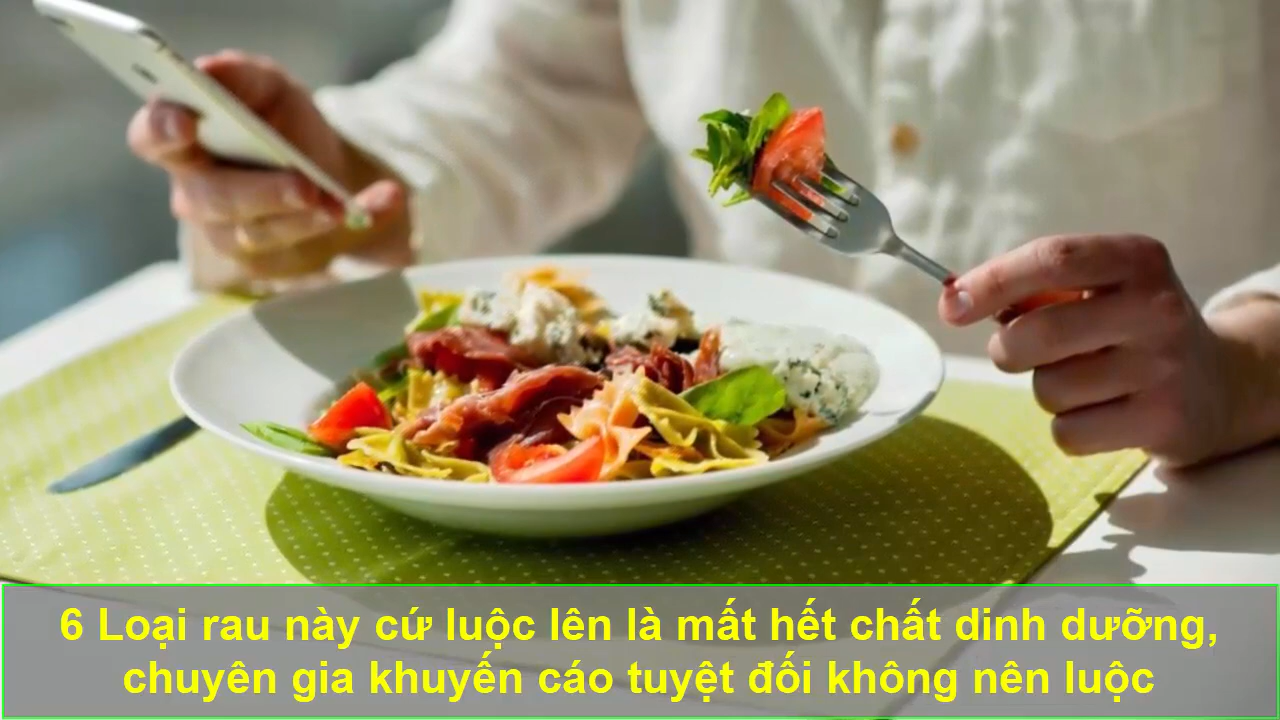 6 Loại rau này cứ luộc lên là mất hết chất dinh dưỡng,
chuyên gia khuyến cáo tuyệt đối không nên luộc